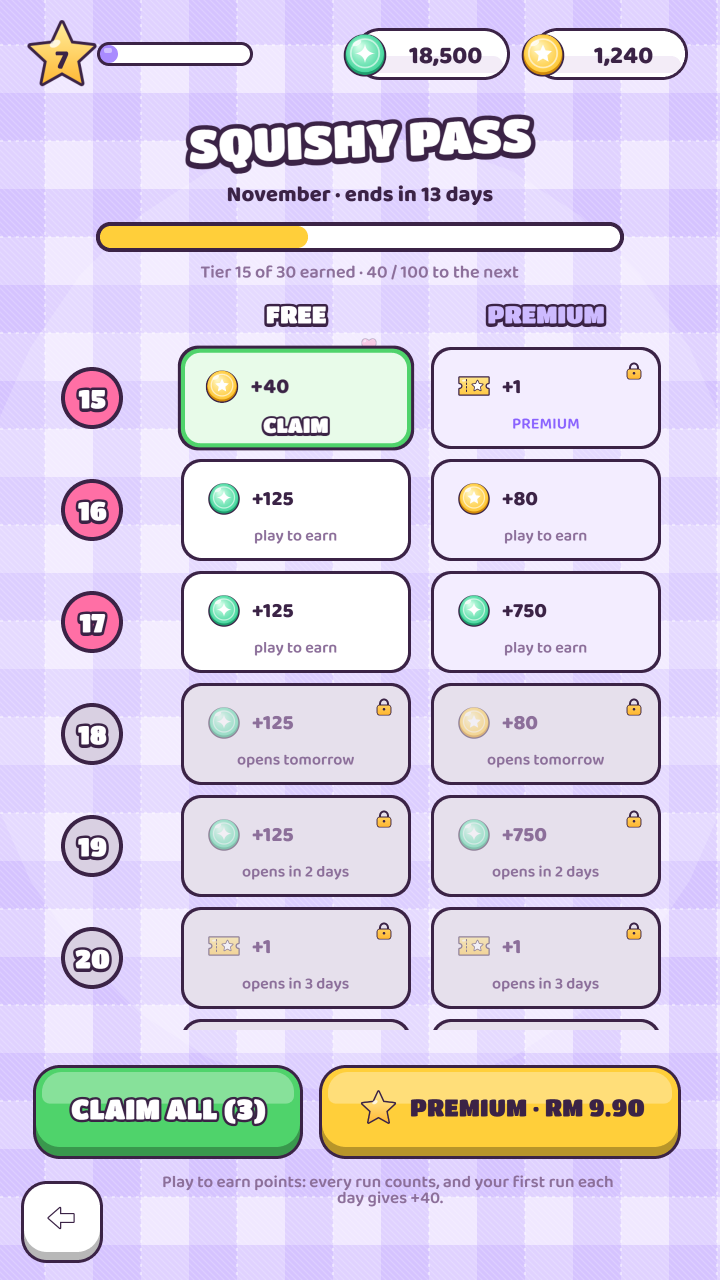 7
18,500
1,240
SQUISHY PASS
November · ends in 13 days
Tier 15 of 30 earned · 40 / 100 to the next
FREE
PREMIUM
15
+40
CLAIM
+1
PREMIUM
16
+125
play to earn
+80
play to earn
17
+125
play to earn
+750
play to earn
18
+125
opens tomorrow
+80
opens tomorrow
19
+125
opens in 2 days
+750
opens in 2 days
20
+1
opens in 3 days
+1
opens in 3 days
CLAIM ALL (3)
PREMIUM · RM 9.90
Play to earn points: every run counts, and your first run each
day gives +40.